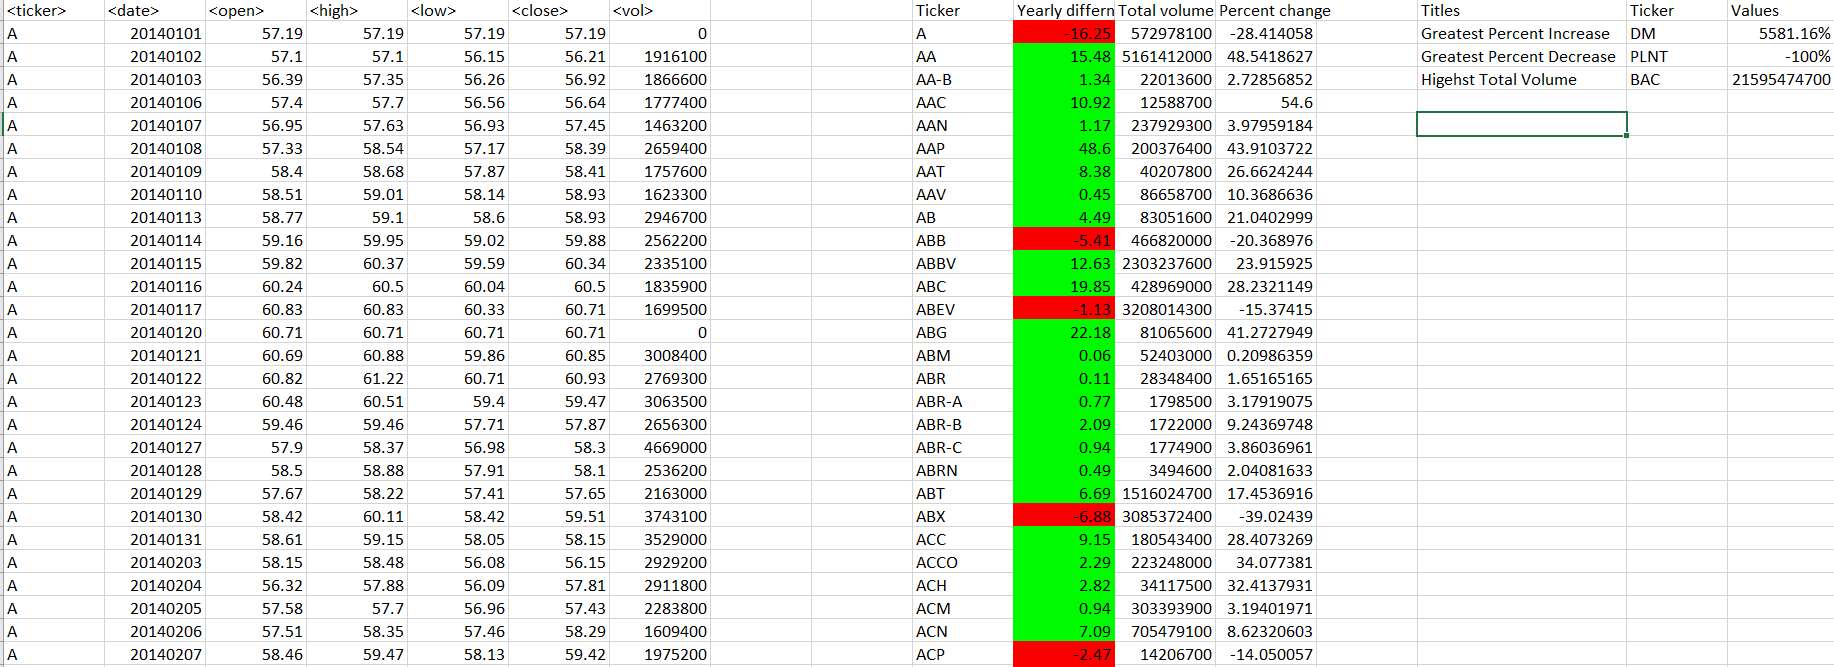 <ticker> <date> <open> <high> <low> <close> <vol> Ticker Yearly differn Total volume Percent change Titles Ticker Values
A 20140101 57.19 57.19 57.19 57.19 0 A -16.25 572978100 -28.414058 Greatest Percent Increase DM 5581.16%
A 20140102 57.1 57.1 56.15 56.21 1916100 AA 15.48 5161412000 48.5418627 Greatest Percent Decrease PLNT -100%
A 20140103 56.39 57.35 56.26 56.92 1866600 AA-B 1.34 22013600 2.72856852 Higehst Total Volume BAC 21595474700
A 20140106 57.4 57.7 56.56 56.64 1777400 AAC 10.92 12588700 54.6
A 20140107 56.95 57.63 56.93 57.45 1463200 AAN 1.17 237929300 3.97959184
A 20140108 57.33 58.54 57.17 58.39 2659400 AAP 48.6 200376400 43.9103722
A 20140109 58.4 58.68 57.87 58.41 1757600 AAT 8.38 40207800 26.6624244
A 20140110 58.51 59.01 58.14 58.93 1623300 AAV 0.45 86658700 10.3686636
A 20140113 58.77 59.1 58.6 58.93 2946700 AB 4.49 83051600 21.0402999
A 20140114 59.16 59.95 59.02 59.88 2562200 ABB -5.41 466820000 -20.368976
A 20140115 59.82 60.37 59.59 60.34 2335100 ABBV 12.63 2303237600 23.915925
A 20140116 60.24 60.5 60.04 60.5 1835900 ABC 19.85 428969000 28.2321149
A 20140117 60.83 60.83 60.33 60.71 1699500 ABEV -1.13 3208014300 -15.37415
A 20140120 60.71 60.71 60.71 60.71 0 ABG 22.18 81065600 41.2727949
A 20140121 60.69 60.88 59.86 60.85 3008400 ABM 0.06 52403000 0.20986359
A 20140122 60.82 61.22 60.71 60.93 2769300 ABR 0.11 28348400 1.65165165
A 20140123 60.48 60.51 59.4 59.47 3063500 ABR-A 0.77 1798500 3.17919075
A 20140124 59.46 59.46 57.71 57.87 2656300 ABR-B 2.09 1722000 9.24369748
A 20140127 57.9 58.37 56.98 58.3 4669000 ABR-C 0.94 1774900 3.86036961
A 20140128 58.5 58.88 57.91 58.1 2536200 ABRN 0.49 3494600 2.04081633
A 20140129 57.67 58.22 57.41 57.65 2163000 ABT 6.69 1516024700 17.4536916
A 20140130 58.42 60.11 58.42 59.51 3743100 ABX -6.88 3085372400 -39.02439
A 20140131 58.61 59.15 58.05 58.15 3529000 ACC 9.15 180543400 28.4073269
A 20140203 58.15 58.48 56.08 56.15 2929200 ACCO 2.29 223248000 34.077381
A 20140204 56.32 57.88 56.09 57.81 2911800 ACH 2.82 34117500 32.4137931
A 20140205 57.58 57.7 56.96 57.43 2283800 ACM 0.94 303393900 3.19401971
A 20140206 57.51 58.35 57.46 58.29 1609400 ACN 7.09 705479100 8.62320603
A 20140207 58.46 59.47 58.13 59.42 1975200 ACP -2.47 14206700 -14.050057